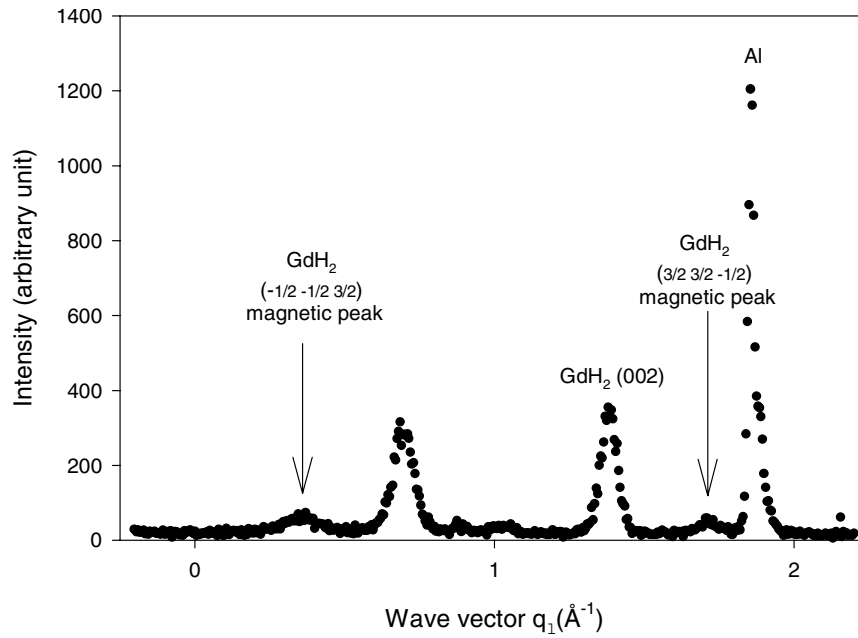 1400
1200
1000
800
600
400
200
0
Intensity (arbitrary unit)
Al
GdH₂
(3/2 3/2 -1/2)
magnetic peak
GdH₂
(-1/2 -1/2 3/2)
magnetic peak
GdH₂ (002)
0 1 2
Wave vector q⊥(Å⁻¹)